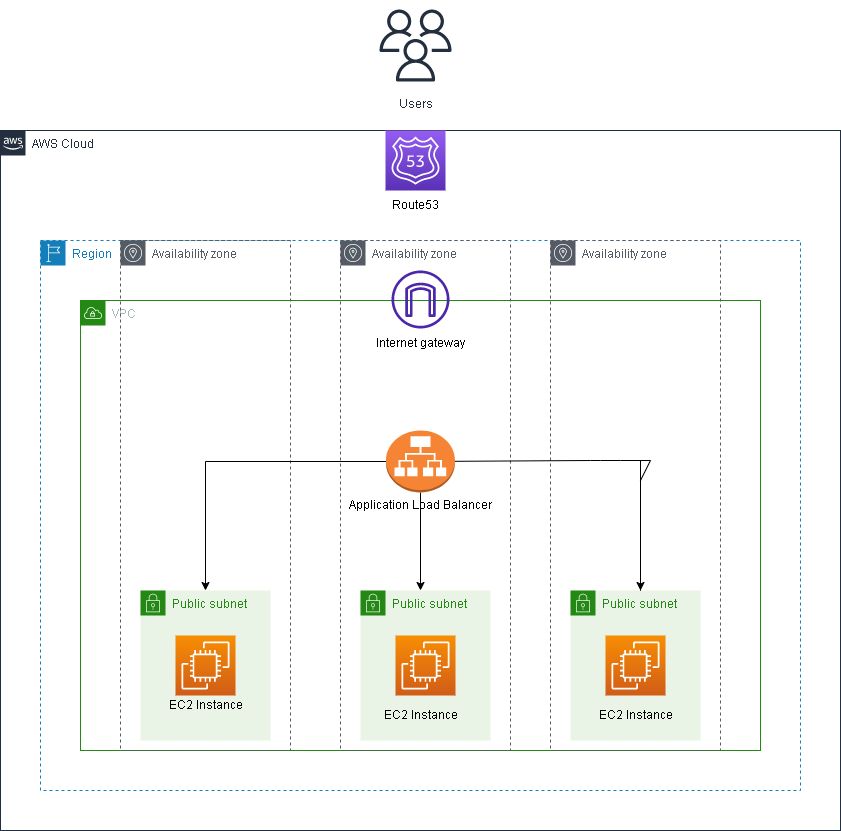 Users
aws
AWS Cloud
53
Route53
Region
Availability zone
Availability zone
Availability zone
VPC
Internet gateway
Application Load Balancer
Public subnet
Public subnet
Public subnet
EC2 Instance
EC2 Instance
EC2 Instance